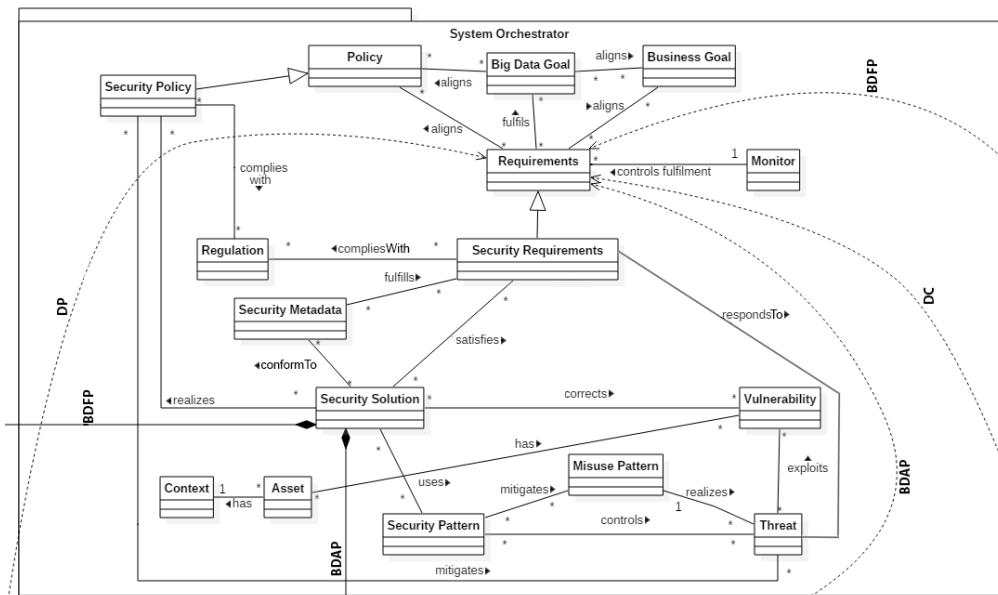 System Orchestrator
Policy
Big Data Goal
Business Goal
Security Policy
*
*
aligns▶
◀aligns
*
*
*
*
*
*
*
*
◀aligns
▲
fulfils
▶aligns
*
*
*
BDFP
Requirements
*
1
Monitor
◀controls fulfilment
complies
with
▼
*
Regulation
*
◀compliesWith
*
Security Requirements
fulfills▶
*
*
*
DP
Security Metadata
*
DC
respondsTo▶
satisfies▶
◀conformTo
*
*
BDFP
◀realizes
*
Security Solution
*
corrects▶
*
Vulnerability
*
has▶
*
*
▲
exploits
BDAP
Misuse Pattern
Context
1
*
Asset
*
◀has
uses▶
*
mitigates▶
*
*
realizes▶
1
*
Security Pattern
controls▶
*
*
*
Threat
BDAP
mitigates▶
*